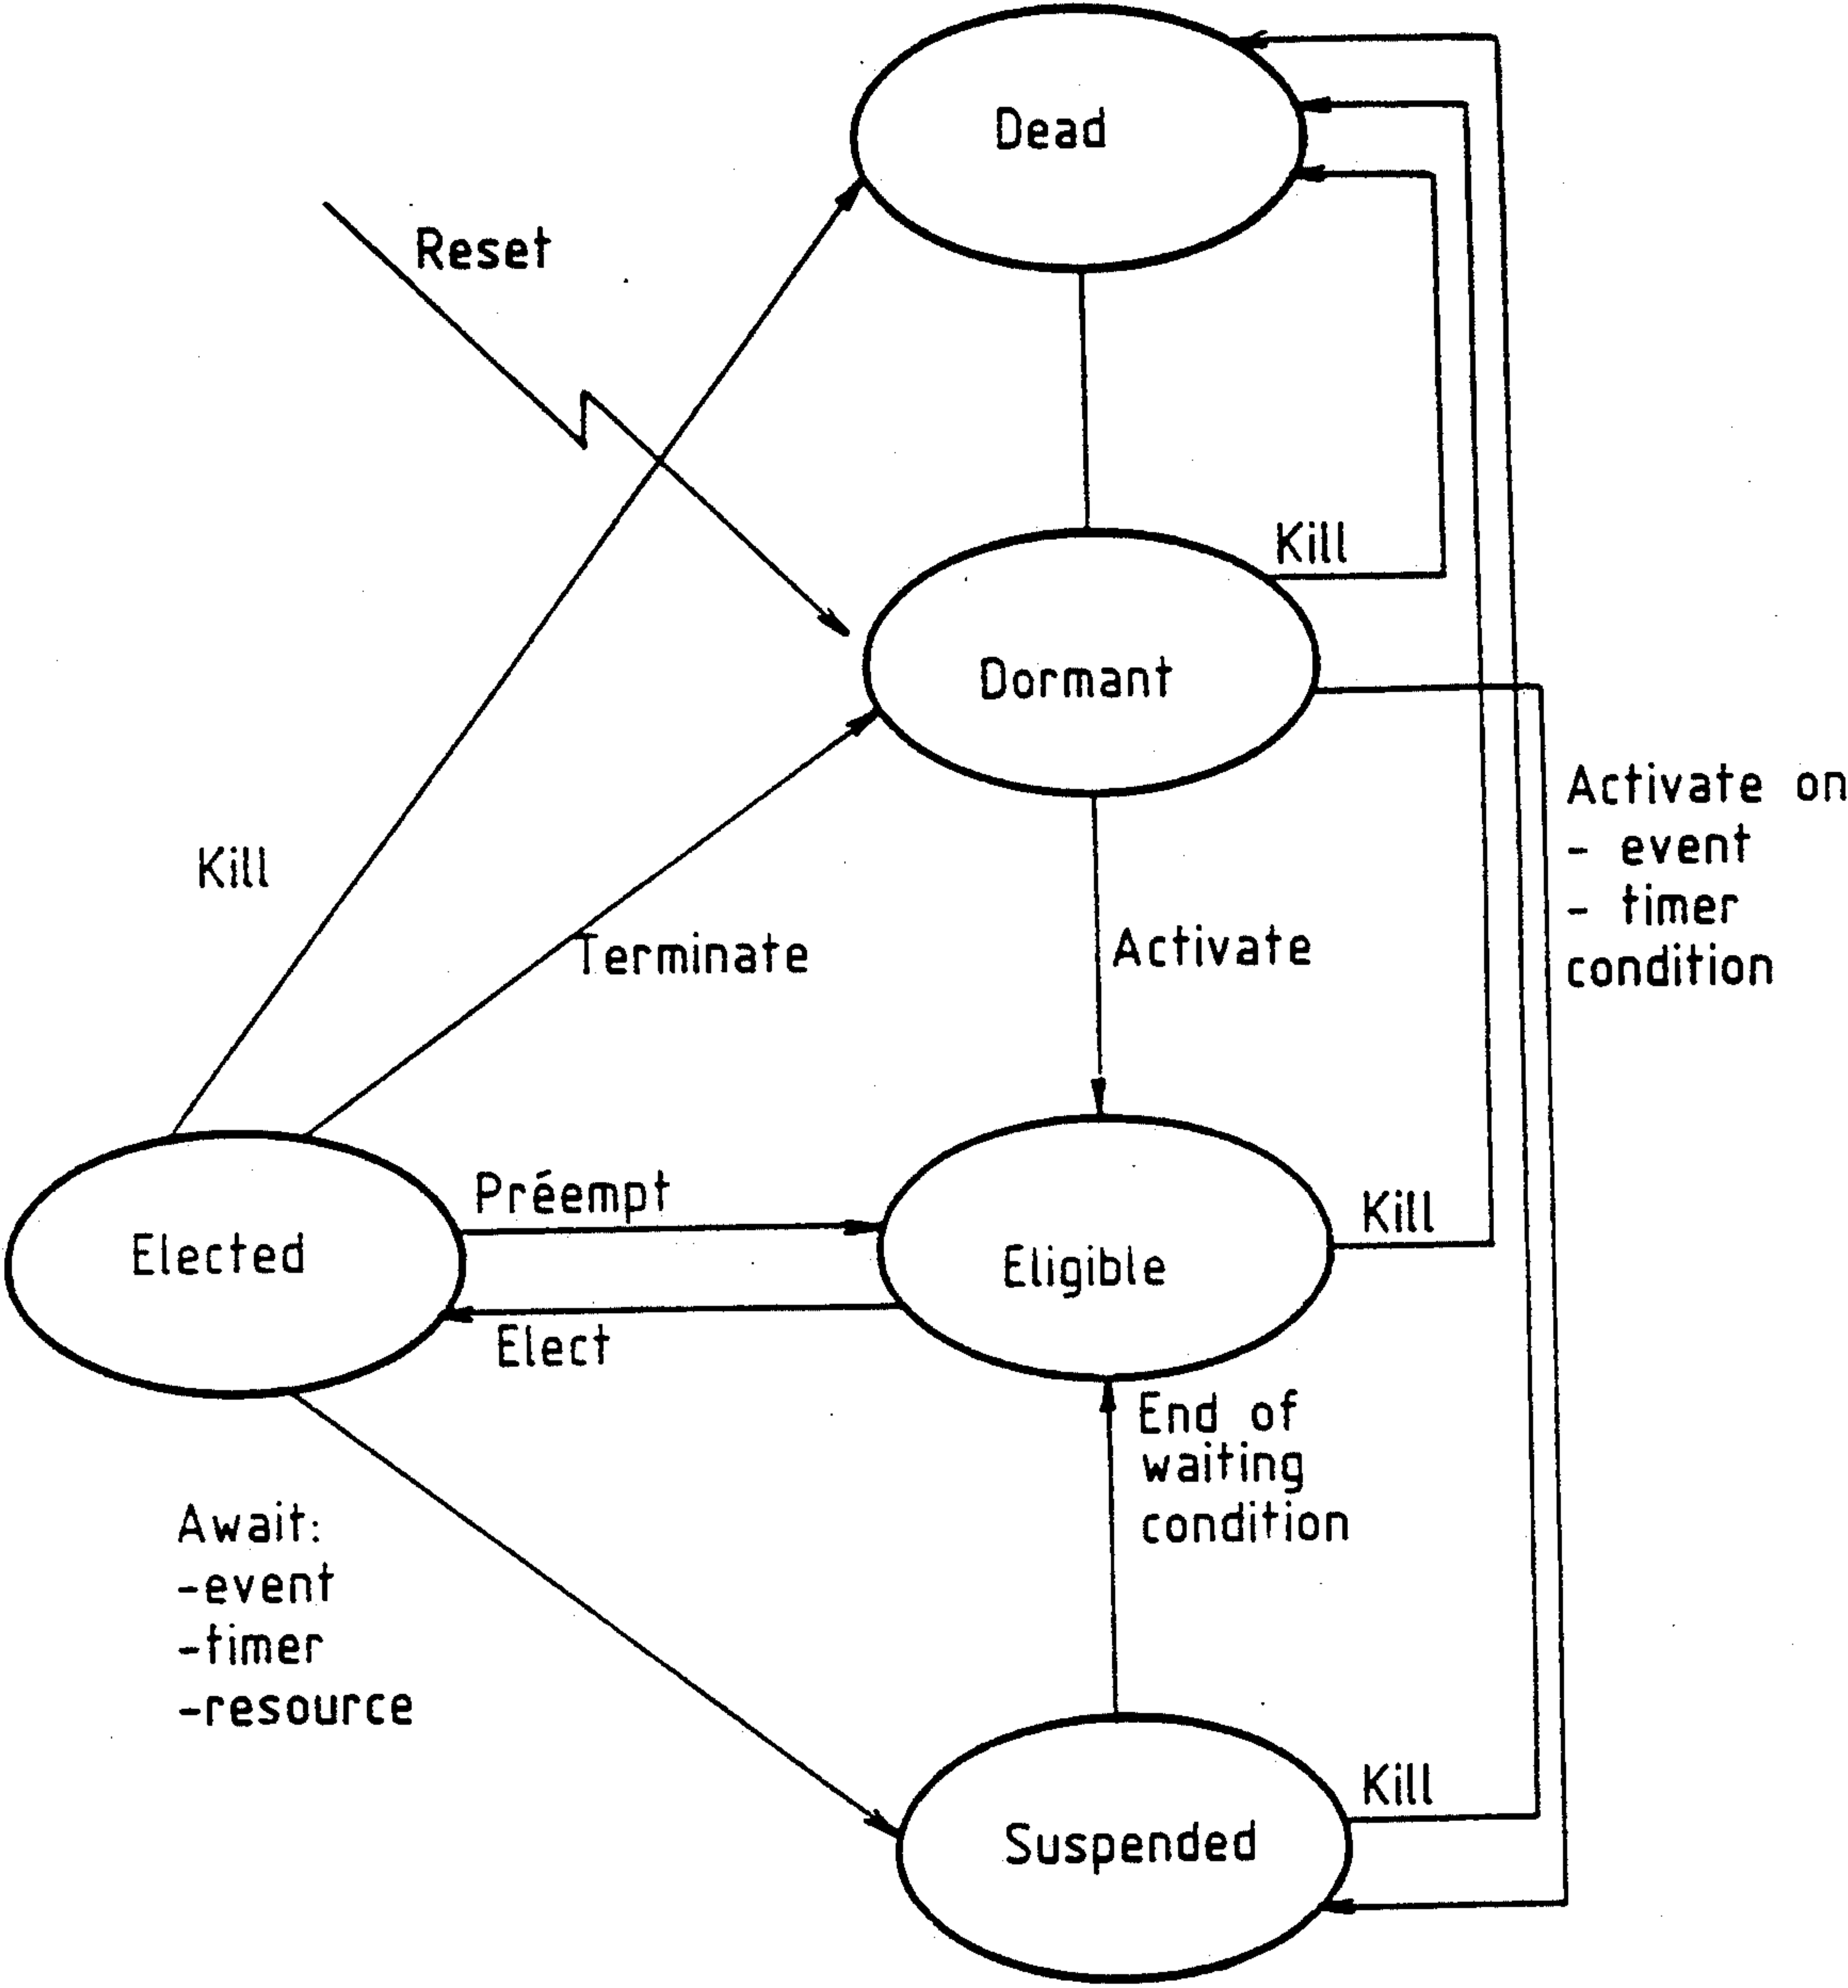 Dead
Reset
Kill
Dormant
Activate on
- event
- timer
condition
Kill
Terminate
Activate
Préempt
Kill
Elected
Eligible
Elect
End of
waiting
condition
Await:
-event
-timer
-resource
Kill
Suspended